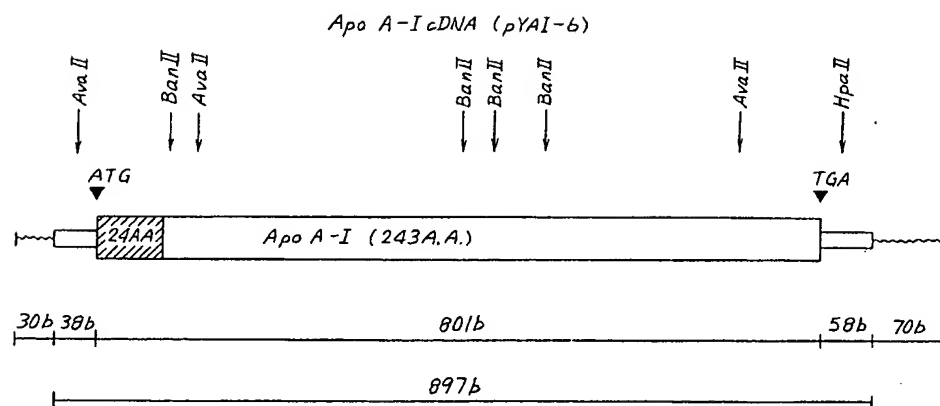 Apo A-I cDNA (pYAI-6)
Ava II
Ban II
Ava II
Ban II
Ban II
Ban II
Ava II
Hpa II
ATG
TGA
24AA
Apo A-I (243A.A.)
30b 38b 801b 58b 70b
897b